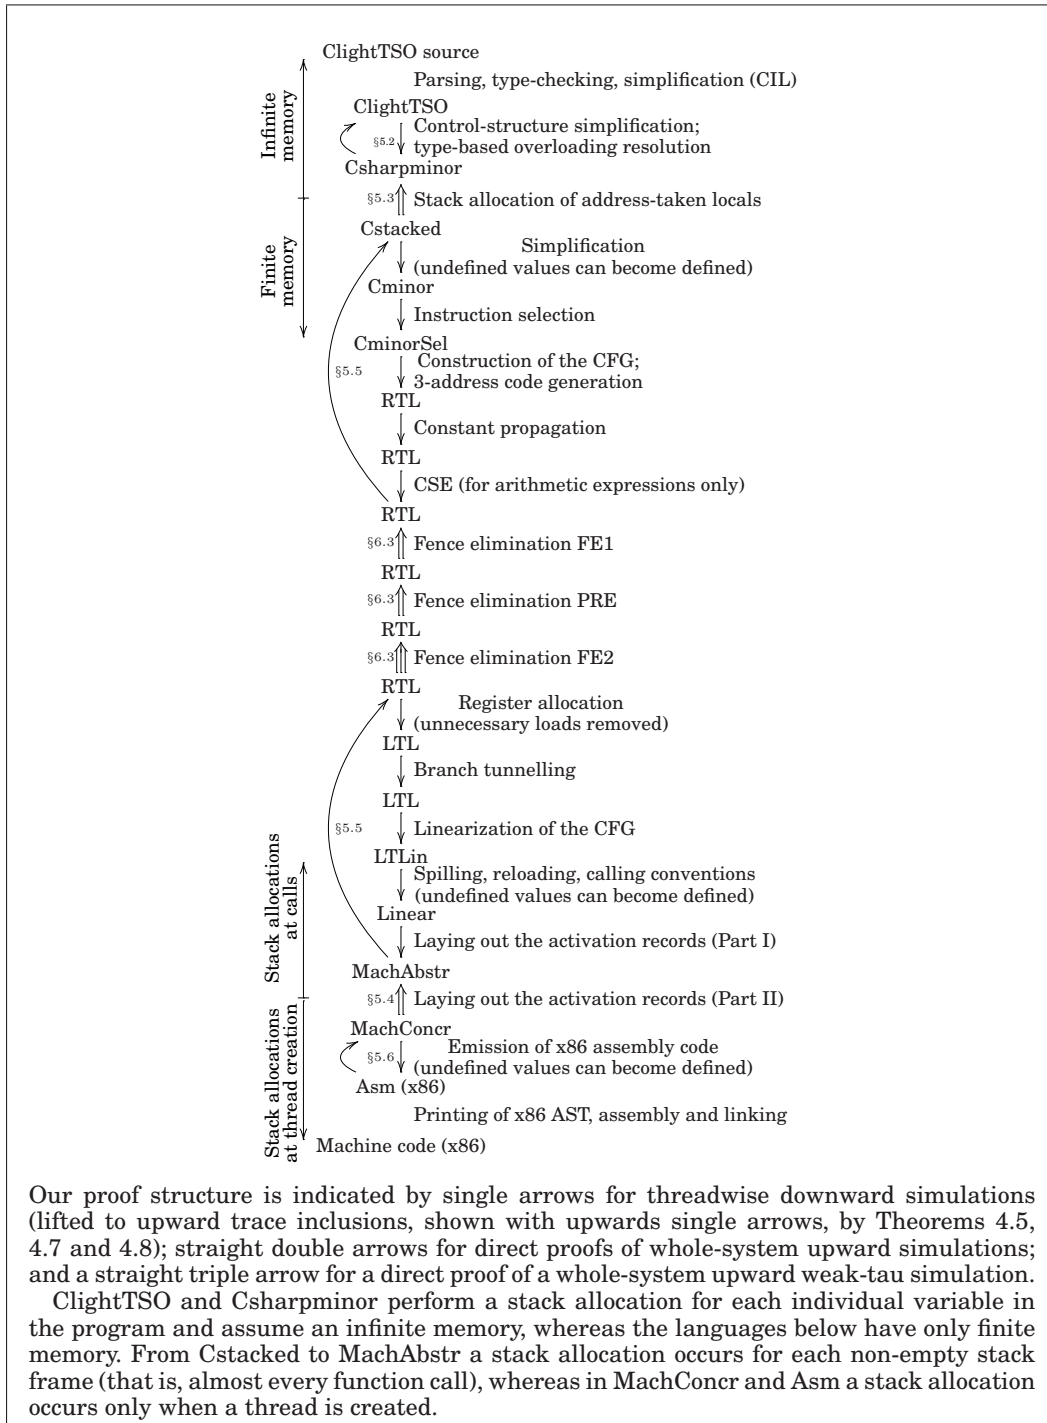 ClightTSO source
Parsing, type-checking, simplification (CIL)
Infinite
memory
ClightTSO
§5.2
Control-structure simplification;
type-based overloading resolution
Csharpminor
§5.3
Stack allocation of address-taken locals
Cstacked
Finite
memory
Simplification
(undefined values can become defined)
Cminor
Instruction selection
CminorSel
§5.5
Construction of the CFG;
3-address code generation
RTL
Constant propagation
RTL
CSE (for arithmetic expressions only)
RTL
§6.3
Fence elimination FE1
RTL
§6.3
Fence elimination PRE
RTL
§6.3
Fence elimination FE2
RTL
Register allocation
(unnecessary loads removed)
LTL
Branch tunnelling
LTL
§5.5
Linearization of the CFG
LTLin
Stack allocations
at calls
Spilling, reloading, calling conventions
(undefined values can become defined)
Linear
Laying out the activation records (Part I)
MachAbstr
§5.4
Laying out the activation records (Part II)
MachConcr
Stack allocations
at thread creation
§5.6
Emission of x86 assembly code
(undefined values can become defined)
Asm (x86)
Printing of x86 AST, assembly and linking
Machine code (x86)
Our proof structure is indicated by single arrows for threadwise downward simulations
(lifted to upward trace inclusions, shown with upwards single arrows, by Theorems 4.5,
4.7 and 4.8); straight double arrows for direct proofs of whole-system upward simulations;
and a straight triple arrow for a direct proof of a whole-system upward weak-tau simulation.
ClightTSO and Csharpminor perform a stack allocation for each individual variable in
the program and assume an infinite memory, whereas the languages below have only finite
memory. From Cstacked to MachAbstr a stack allocation occurs for each non-empty stack
frame (that is, almost every function call), whereas in MachConcr and Asm a stack allocation
occurs only when a thread is created.